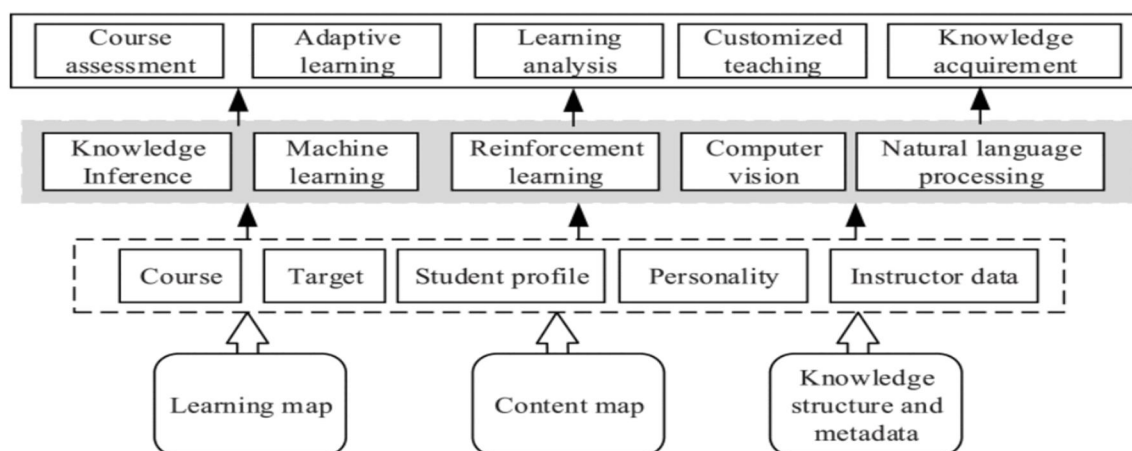 Course
assessment
Adaptive
learning
Learning
analysis
Customized
teaching
Knowledge
acquirement
Knowledge
Inference
Machine
learning
Reinforcement
learning
Computer
vision
Natural language
processing
Course
Target
Student profile
Personality
Instructor data
Learning map
Content map
Knowledge
structure and
metadata